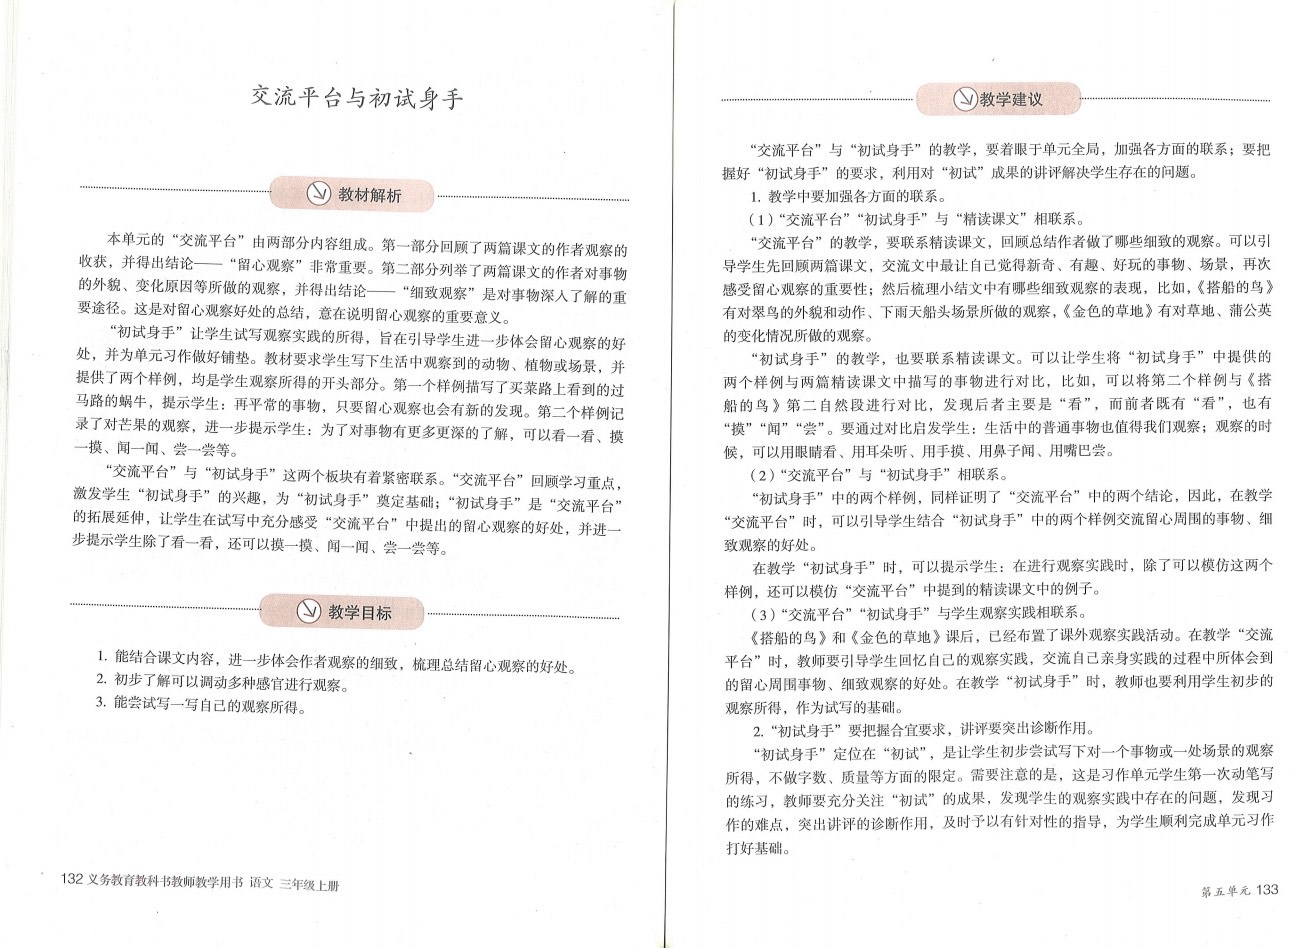 交流平台与初试身手
教材解析
本单元的“交流平台”由两部分内容组成。第一部分回顾了两篇课文的作者观察的
收获，并得出结论——“留心观察”非常重要。第二部分列举了两篇课文的作者对事物
的外貌、变化原因等所做的观察，并得出结论——“细致观察”是对事物深入了解的重
要途径。这是对留心观察好处的总结，意在说明留心观察的重要意义。
“初试身手”让学生试写观察实践的所得，旨在引导学生进一步体会留心观察的好
处，并为单元习作做好铺垫。教材要求学生写下生活中观察到的动物、植物或场景，并
提供了两个样例，均是学生观察所得的开头部分。第一个样例描写了买菜路上看到的过
马路的蜗牛，提示学生：再平常的事物，只要留心观察也会有新的发现。第二个样例记
录了对芒果的观察，进一步提示学生：为了对事物有更多更深的了解，可以看一看、摸
一摸、闻一闻、尝一尝等。
“交流平台”与“初试身手”这两个板块有着紧密联系。“交流平台”回顾学习重点，
激发学生“初试身手”的兴趣，为“初试身手”奠定基础；“初试身手”是“交流平台”
的拓展延伸，让学生在试写中充分感受“交流平台”中提出的留心观察的好处，并进一
步提示学生除了看一看，还可以摸一摸、闻一闻、尝一尝等。
教学目标
1. 能结合课文内容，进一步体会作者观察的细致，梳理总结留心观察的好处。
2. 初步了解可以调动多种感官进行观察。
3. 能尝试写一写自己的观察所得。
132 义务教育教科书教师教学用书 语文 三年级上册
教学建议
“交流平台”与“初试身手”的教学，要着眼于单元全局，加强各方面的联系；要把
握好“初试身手”的要求，利用对“初试”成果的讲评解决学生存在的问题。
1. 教学中要加强各方面的联系。
（1）“交流平台”“初试身手”与“精读课文”相联系。
“交流平台”的教学，要联系精读课文，回顾总结作者做了哪些细致的观察。可以引
导学生先回顾两篇课文，交流文中最让自己觉得新奇、有趣、好玩的事物、场景，再次
感受留心观察的重要性；然后梳理小结文中有哪些细致观察的表现，比如，《搭船的鸟》
有对翠鸟的外貌和动作、下雨天船头场景所做的观察，《金色的草地》有对草地、蒲公英
的变化情况所做的观察。
“初试身手”的教学，也要联系精读课文。可以让学生将“初试身手”中提供的
两个样例与两篇精读课文中描写的事物进行对比，比如，可以将第二个样例与《搭
船的鸟》第二自然段进行对比，发现后者主要是“看”，而前者既有“看”，也有
“摸”“闻”“尝”。要通过对比启发学生：生活中的普通事物也值得我们观察；观察的时
候，可以用眼睛看、用耳朵听、用手摸、用鼻子闻、用嘴巴尝。
（2）“交流平台”与“初试身手”相联系。
“初试身手”中的两个样例，同样证明了“交流平台”中的两个结论，因此，在教学
“交流平台”时，可以引导学生结合“初试身手”中的两个样例交流留心周围的事物、细
致观察的好处。
在教学“初试身手”时，可以提示学生：在进行观察实践时，除了可以模仿这两个
样例，还可以模仿“交流平台”中提到的精读课文中的例子。
（3）“交流平台”“初试身手”与学生观察实践相联系。
《搭船的鸟》和《金色的草地》课后，已经布置了课外观察实践活动。在教学“交流
平台”时，教师要引导学生回忆自己的观察实践，交流自己亲身实践的过程中所体会到
的留心周围事物、细致观察的好处。在教学“初试身手”时，教师也要利用学生初步的
观察所得，作为试写的基础。
2.“初试身手”要把握合宜要求，讲评要突出诊断作用。
“初试身手”定位在“初试”，是让学生初步尝试写下对一个事物或一处场景的观察
所得，不做字数、质量等方面的限定。需要注意的是，这是习作单元学生第一次动笔写
的练习，教师要充分关注“初试”的成果，发现学生的观察实践中存在的问题，发现习
作的难点，突出讲评的诊断作用，及时予以有针对性的指导，为学生顺利完成单元习作
打好基础。
第五单元 133